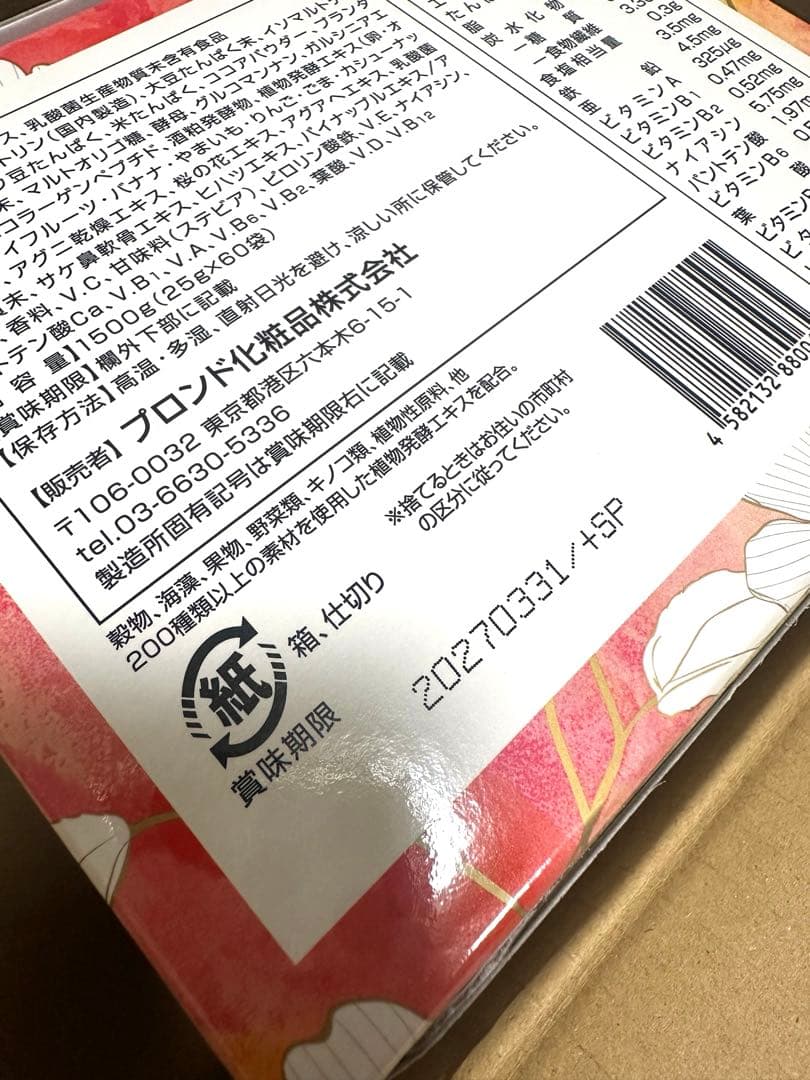 ス、乳酸菌生産物質末含有食品
トリン(国内製造)、大豆たんぱく末、イソマルト
豆たんぱく、米たんぱく、ココアパウダー、ブランタ
末、マルトオリゴ糖、酵母、グルコマンナン、ガルシニアエ
コラーゲンペプチド、酒粕発酵物、植物発酵エキス(卵・オ
イフルーツ・バナナ・やまいも・りんご・ごま・カシューナッ
、アグニ乾燥エキス、桜の花エキス、アグアヘエキス、乳酸菌
末、サケ鼻軟骨エキス、ヒハツエキス、パイナップルエキス/ア
、香料、V.C、甘味料(ステビア)、ピロリン酸鉄、V.E、ナイアシン、
トテン酸Ca、V.B1、V.A、V.B6、V.B2、葉酸、V.D、V.B12
容量】1500g(25g×60袋)
賞味期限】欄外下部に記載
【保存方法】高温・多湿、直射日光を避け、涼しい所に保管してください。
【販売者】ブロンド化粧品株式会社
〒106-0032 東京都港区六本木6-15-1
tel.03-6630-5336
製造所固有記号は賞味期限右に記載
穀物、海藻、果物、野菜類、キノコ類、植物性原料、他
200種類以上の素材を使用した植物発酵エキスを配合。
※捨てるときはお住いの市町村
の区分に従ってください。
紙
箱、仕切り
賞味期限
20270331/+SP
たんぱ
脂質
炭水化物
-糖
-食物繊維
食塩相当量
鉄
亜鉛
ビタミンA
ビタミンB1
ビタミンB2
ナイアシン
パントテン酸
ビタミンB6
葉酸
ビタミン
0.3g
3.5mg
4.5mg
325μg
0.47mg
0.52mg
5.75mg
4 582132 8800